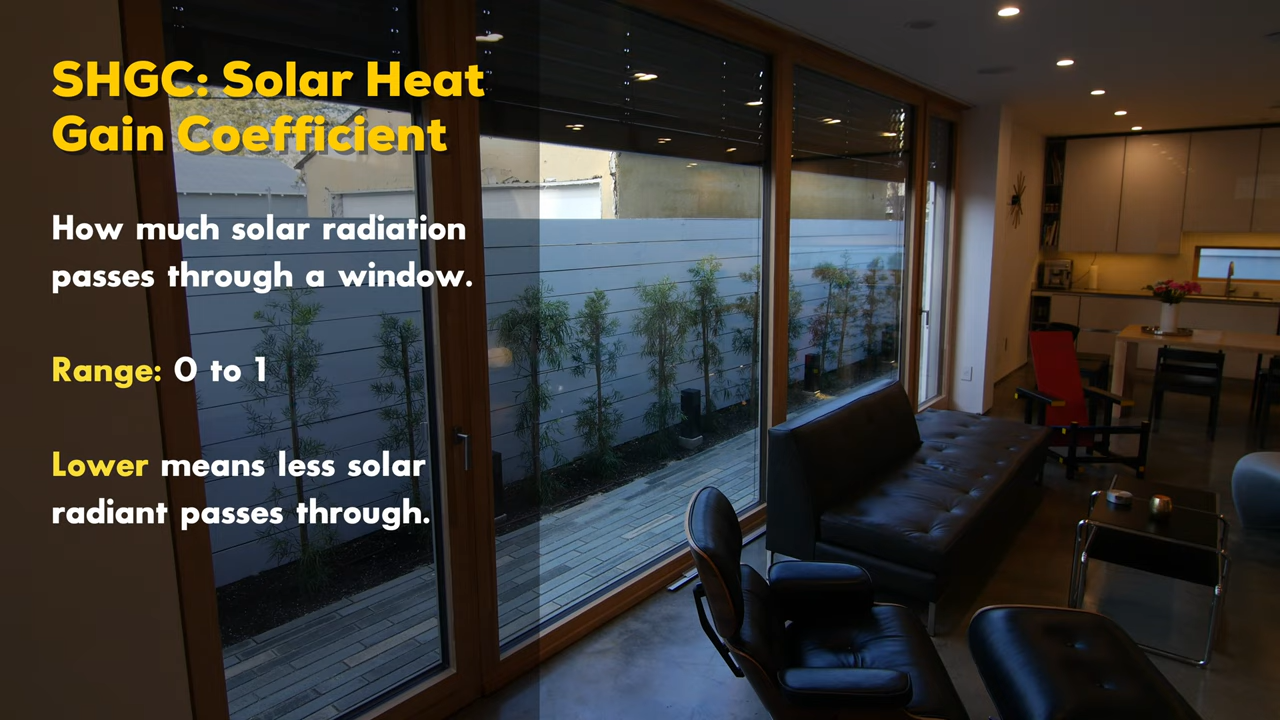 SHGC: Solar Heat
Gain Coefficient
How much solar radiation
passes through a window.
Range: 0 to 1
Lower means less solar
radiant passes through.